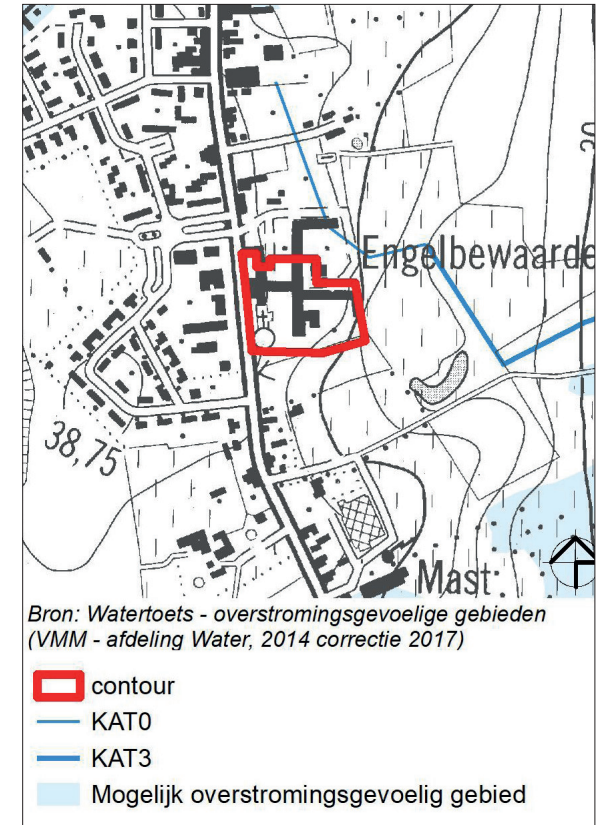 Engelbewaarde
38,75
Mast.
Bron: Watertoets - overstromingsgevoelige gebieden
(VMM - afdeling Water, 2014 correctie 2017)
contour
KAT0
KAT3
Mogelijk overstromingsgevoelig gebied